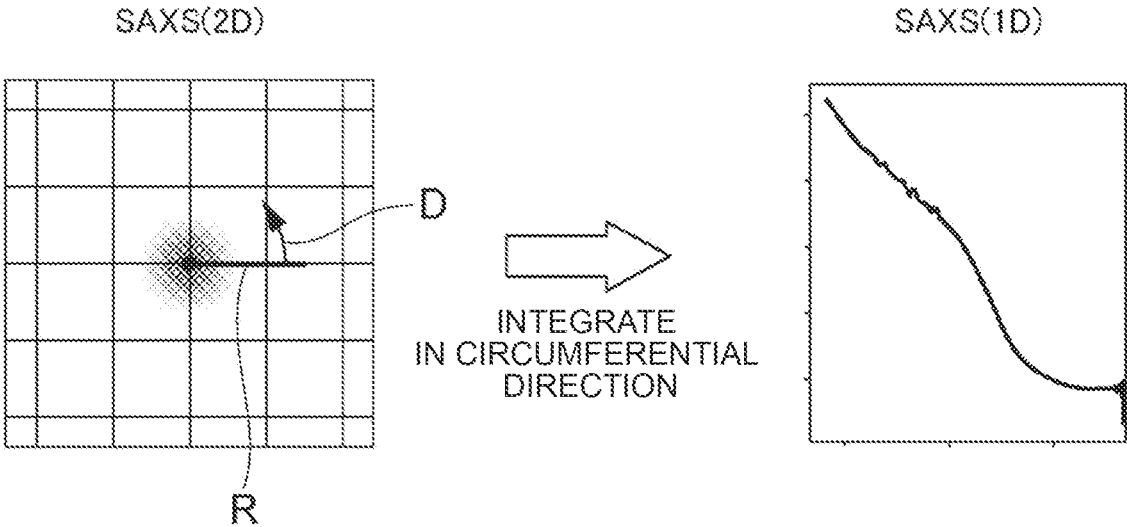 SAXS(2D)
SAXS(1D)
D
INTEGRATE
IN CIRCUMFERENTIAL
DIRECTION
R